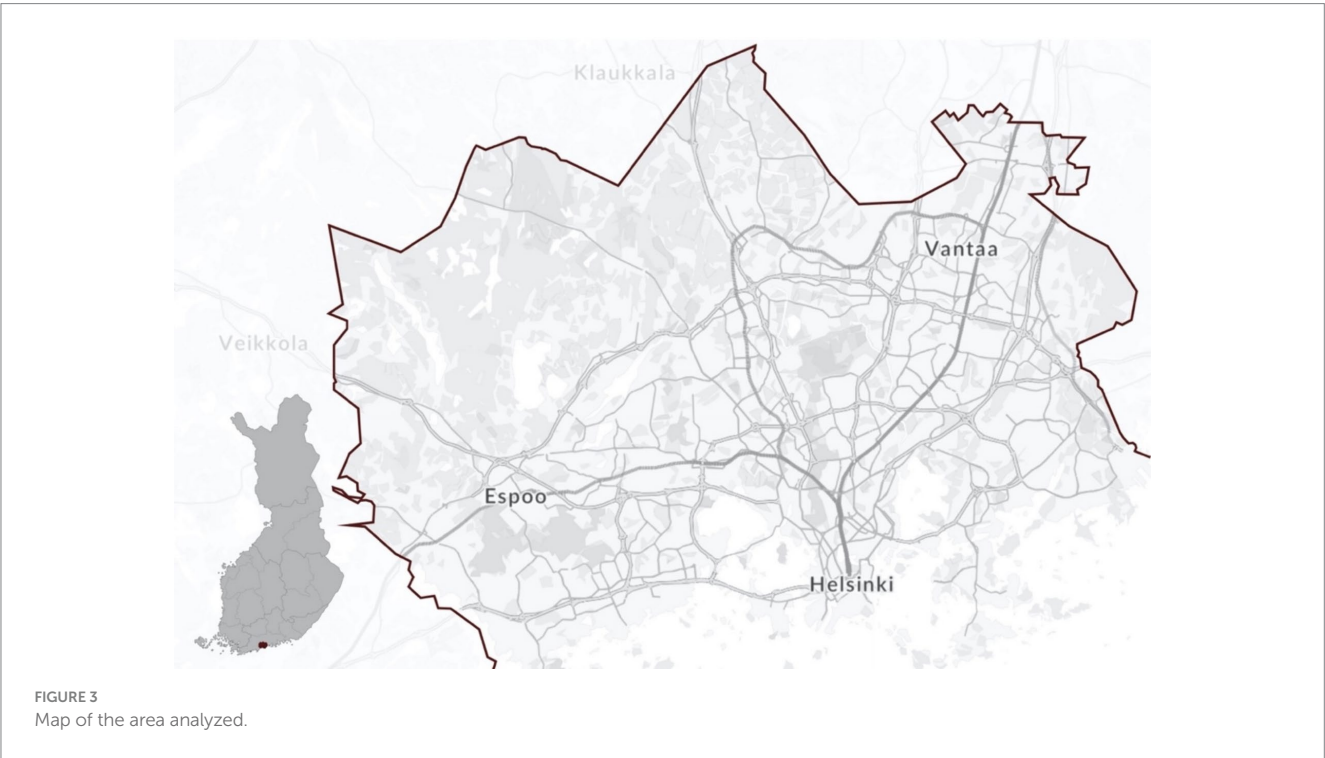 Klaukkala
Vantaa
Veikkola
Espoo
Helsinki
FIGURE 3
Map of the area analyzed.